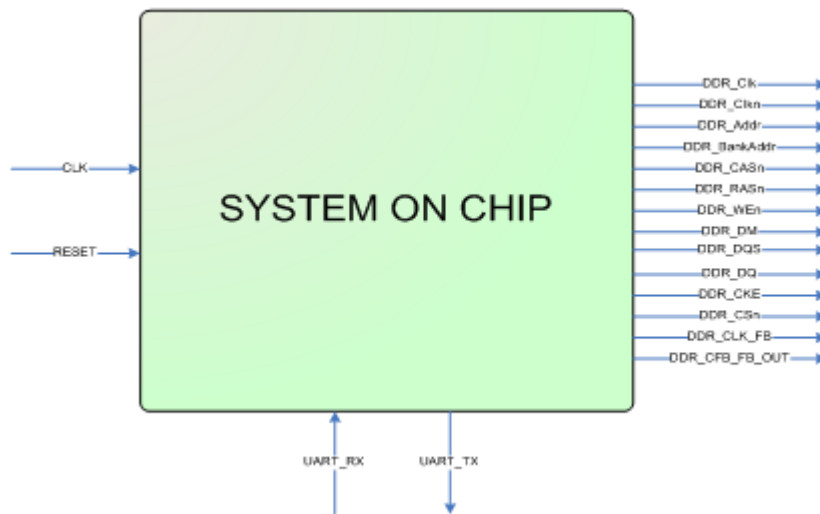 DDR_Clk
DDR_Clkn
DDR_Addr
DDR_BankAddr
CLK
DDR_CASn
DDR_RASn
SYSTEM ON CHIP
DDR_WEn
DDR_DM
RESET
DDR_DQS
DDR_DQ
DDR_CKE
DDR_CSn
DDR_CLK_FB
DDR_CFB_FB_OUT
UART_RX
UART_TX